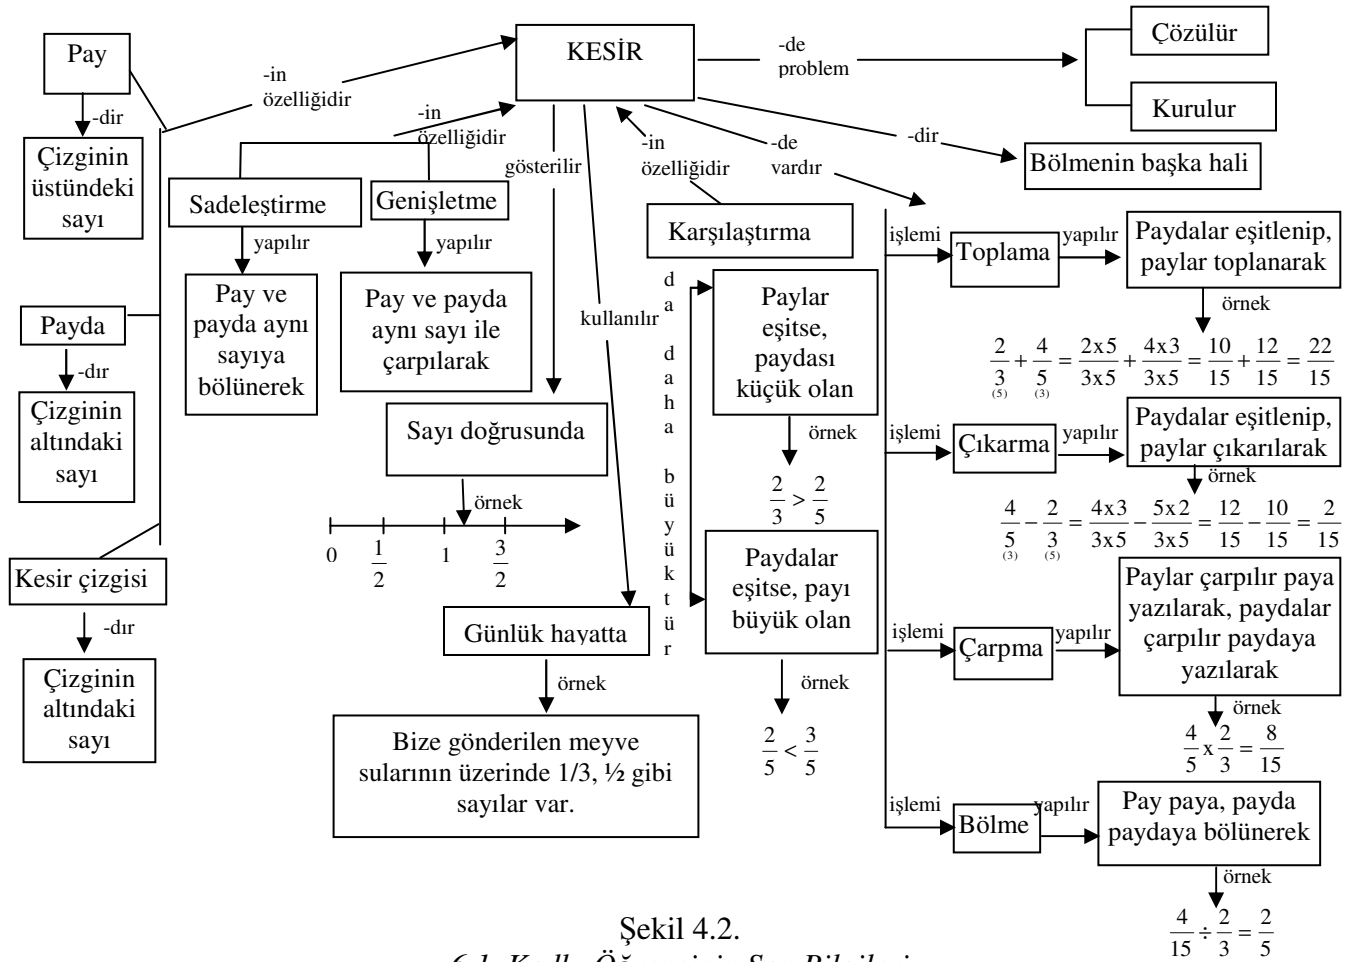 Pay
-dir
Çizginin
üstündeki
sayı
Payda
-dır
Çizginin
altındaki
sayı
Kesir çizgisi
-dır
Çizginin
altındaki
sayı
-in
özelliğidir
KESİR
-in
özelliğidir
Sadeleştirme
yapılır
Pay ve
payda aynı
sayıya
bölünerek
Genişletme
yapılır
Pay ve payda
aynı sayı ile
çarpılarak
gösterilir
Sayı doğrusunda
örnek
0 1/2 1 3/2
kullanılır
Günlük hayatta
örnek
Bize gönderilen meyve
sularının üzerinde 1/3, ½ gibi
sayılar var.
-in
özelliğidir
Karşılaştırma
da daha büyüktür
Paylar
eşitse,
paydası
küçük olan
örnek
2/3 > 2/5
Paydalar
eşitse, payı
büyük olan
örnek
2/5 < 3/5
-de
problem
Çözülür
Kurulur
-dir
Bölmenin başka hali
-de
vardır
işlemi
Toplama
yapılır
Paydalar eşitlenip,
paylar toplanarak
örnek
2/3 + 4/5 = 2x5/3x5 + 4x3/3x5 = 10/15 + 12/15 = 22/15
(5) (3)
işlemi
Çıkarma
yapılır
Paydalar eşitlenip,
paylar çıkarılarak
örnek
4/5 − 2/3 = 4x3/3x5 − 5x2/3x5 = 12/15 − 10/15 = 2/15
(3) (5)
işlemi
Çarpma
yapılır
Paylar çarpılır paya
yazılarak, paydalar
çarpılır paydaya
yazılarak
örnek
4/5 x 2/3 = 8/15
işlemi
Bölme
yapılır
Pay paya, payda
paydaya bölünerek
örnek
4/15 ÷ 2/3 = 2/5
Şekil 4.2.